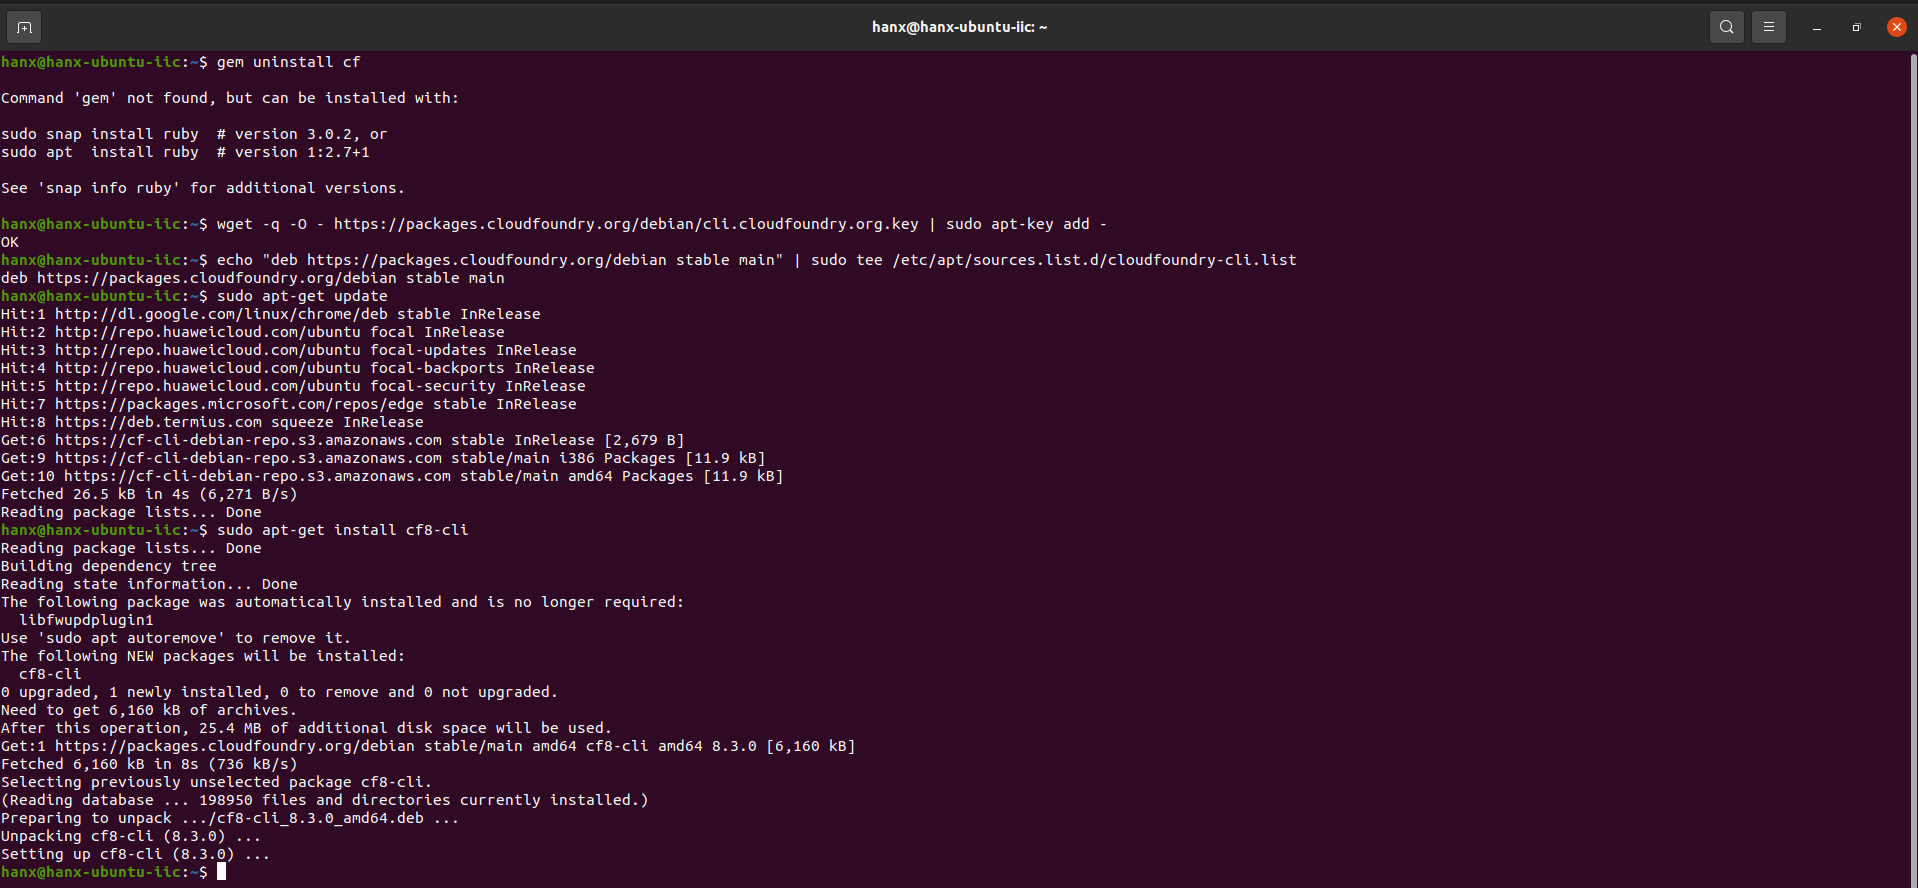 hanx@hanx-ubuntu-iic: ~
hanx@hanx-ubuntu-iic:~$ gem uninstall cf
Command 'gem' not found, but can be installed with:
sudo snap install ruby  # version 3.0.2, or
sudo apt  install ruby  # version 1:2.7+1
See 'snap info ruby' for additional versions.
hanx@hanx-ubuntu-iic:~$ wget -q -O - https://packages.cloudfoundry.org/debian/cli.cloudfoundry.org.key | sudo apt-key add -
OK
hanx@hanx-ubuntu-iic:~$ echo "deb https://packages.cloudfoundry.org/debian stable main" | sudo tee /etc/apt/sources.list.d/cloudfoundry-cli.list
deb https://packages.cloudfoundry.org/debian stable main
hanx@hanx-ubuntu-iic:~$ sudo apt-get update
Hit:1 http://dl.google.com/linux/chrome/deb stable InRelease
Hit:2 http://repo.huaweicloud.com/ubuntu focal InRelease
Hit:3 http://repo.huaweicloud.com/ubuntu focal-updates InRelease
Hit:4 http://repo.huaweicloud.com/ubuntu focal-backports InRelease
Hit:5 http://repo.huaweicloud.com/ubuntu focal-security InRelease
Hit:7 https://packages.microsoft.com/repos/edge stable InRelease
Hit:8 https://deb.termius.com squeeze InRelease
Get:6 https://cf-cli-debian-repo.s3.amazonaws.com stable InRelease [2,679 B]
Get:9 https://cf-cli-debian-repo.s3.amazonaws.com stable/main i386 Packages [11.9 kB]
Get:10 https://cf-cli-debian-repo.s3.amazonaws.com stable/main amd64 Packages [11.9 kB]
Fetched 26.5 kB in 4s (6,271 B/s)
Reading package lists... Done
hanx@hanx-ubuntu-iic:~$ sudo apt-get install cf8-cli
Reading package lists... Done
Building dependency tree
Reading state information... Done
The following package was automatically installed and is no longer required:
  libfwupdplugin1
Use 'sudo apt autoremove' to remove it.
The following NEW packages will be installed:
  cf8-cli
0 upgraded, 1 newly installed, 0 to remove and 0 not upgraded.
Need to get 6,160 kB of archives.
After this operation, 25.4 MB of additional disk space will be used.
Get:1 https://packages.cloudfoundry.org/debian stable/main amd64 cf8-cli amd64 8.3.0 [6,160 kB]
Fetched 6,160 kB in 8s (736 kB/s)
Selecting previously unselected package cf8-cli.
(Reading database ... 198950 files and directories currently installed.)
Preparing to unpack .../cf8-cli_8.3.0_amd64.deb ...
Unpacking cf8-cli (8.3.0) ...
Setting up cf8-cli (8.3.0) ...
hanx@hanx-ubuntu-iic:~$